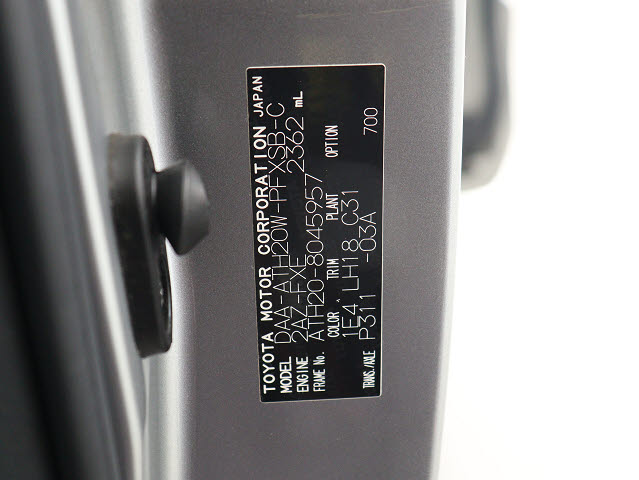 TOYOTA MOTOR CORPORATION JAPAN
MODEL DAA-ATH20W-PFXSB-C
ENGINE 2AZ-FXE 2362 mL
FRAME No. ATH20-8045957
COLOR TRIM PLANT OPTION
1E4 LH18 C31 700
TRANS./AXLE P311 -03A